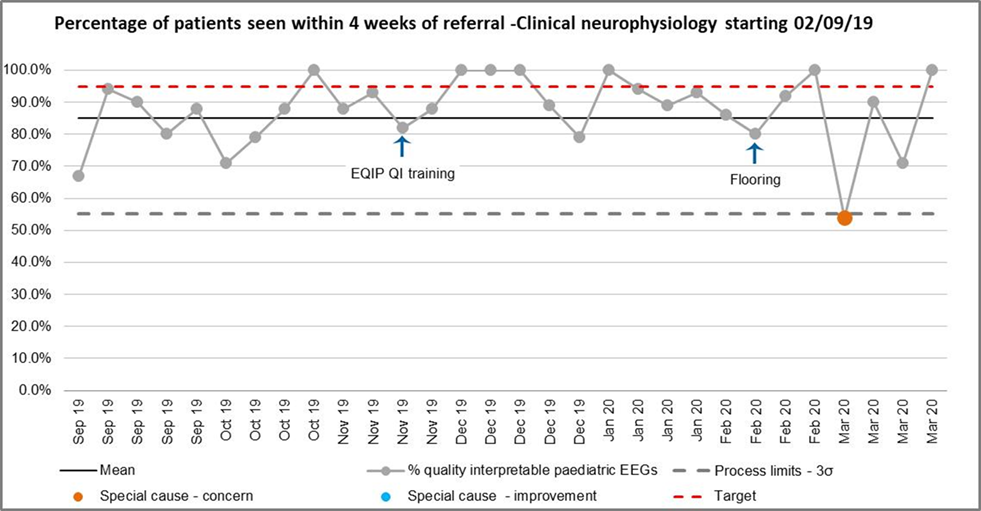 Percentage of patients seen within 4 weeks of referral -Clinical neurophysiology starting 02/09/19
100.0%
90.0%
80.0%
70.0%
60.0%
50.0%
40.0%
30.0%
20.0%
10.0%
0.0%
EQIP QI training
Flooring
Sep 19
Sep 19
Sep 19
Sep 19
Sep 19
Oct 19
Oct 19
Oct 19
Oct 19
Nov 19
Nov 19
Nov 19
Nov 19
Dec 19
Dec 19
Dec 19
Dec 19
Dec 19
Jan 20
Jan 20
Jan 20
Jan 20
Feb 20
Feb 20
Feb 20
Feb 20
Mar 20
Mar 20
Mar 20
Mar 20
Mean
% quality interpretable paediatric EEGs
Process limits - 3σ
Special cause - concern
Special cause - improvement
Target